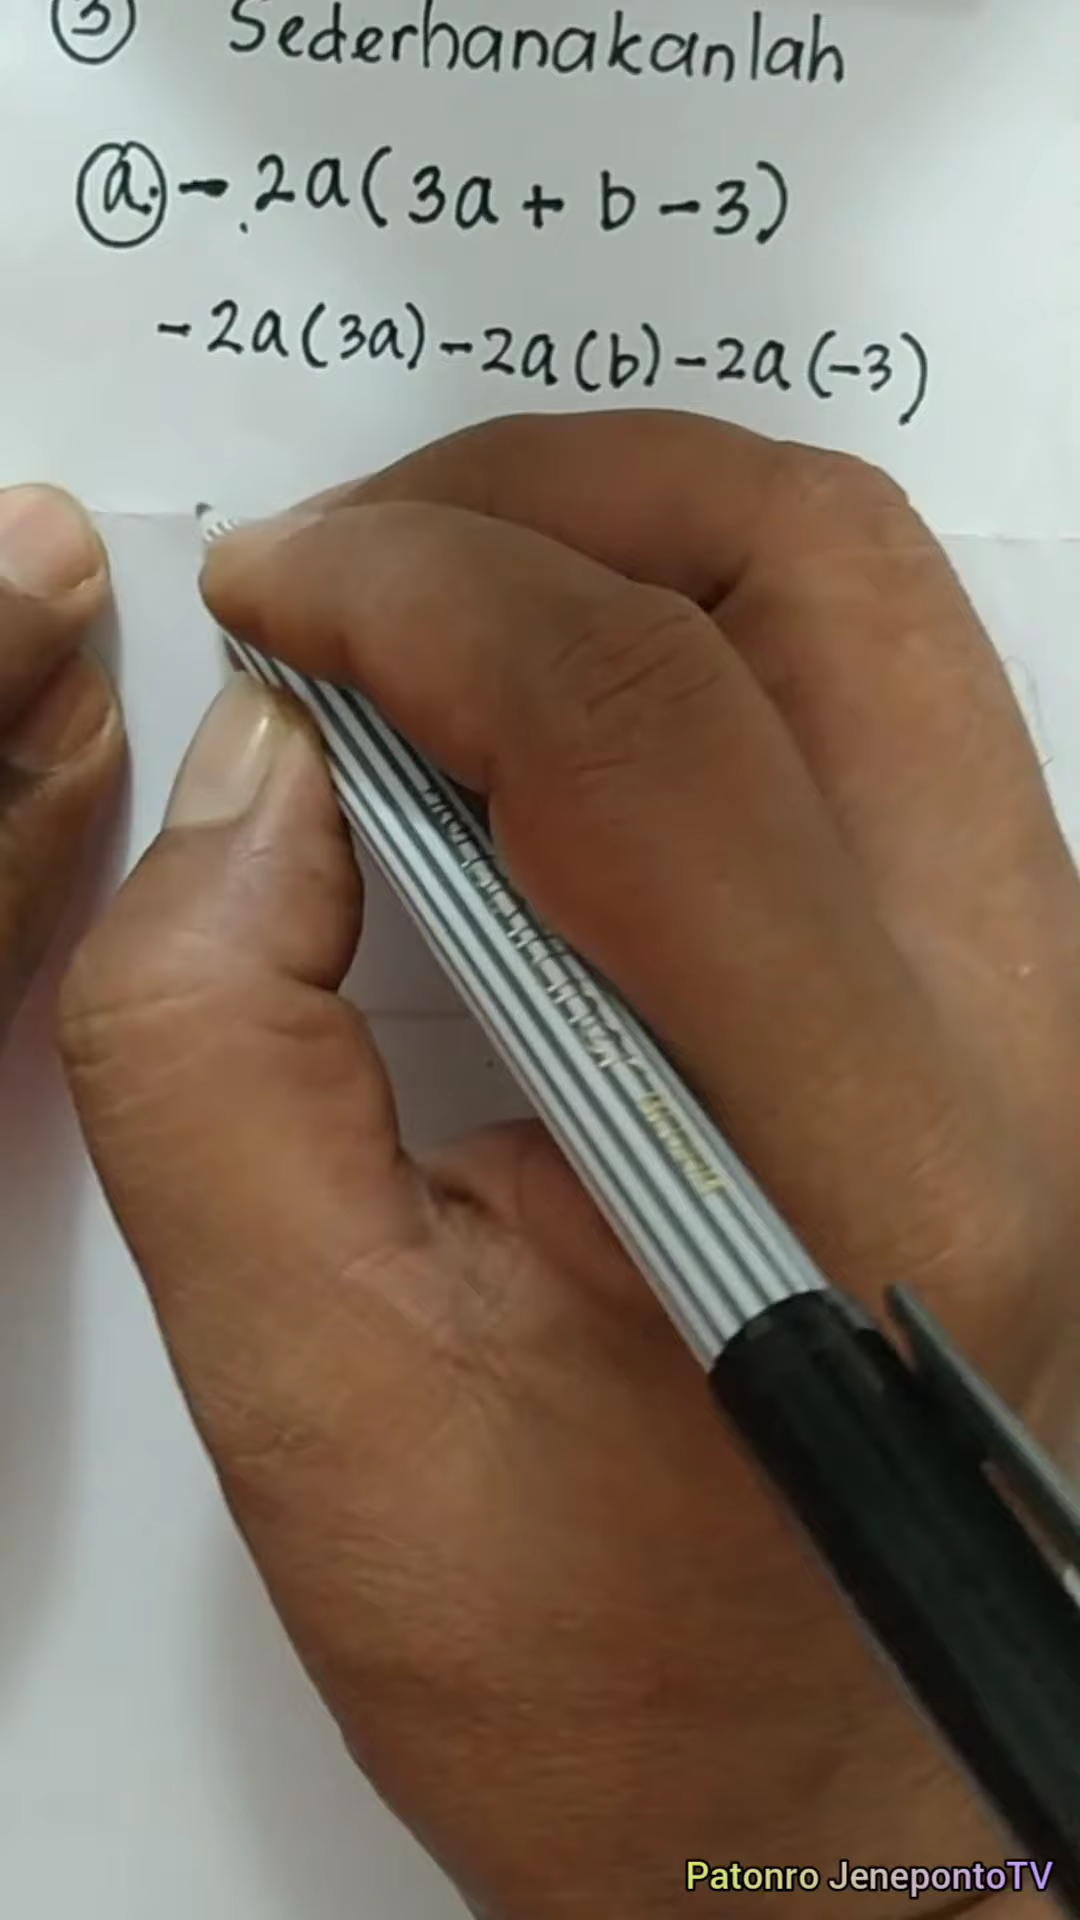 ③ Sederhanakanlah
ⓐ. - 2a(3a + b - 3)
-2a(3a)-2a(b)-2a(-3)
Patonro JenepontoTV